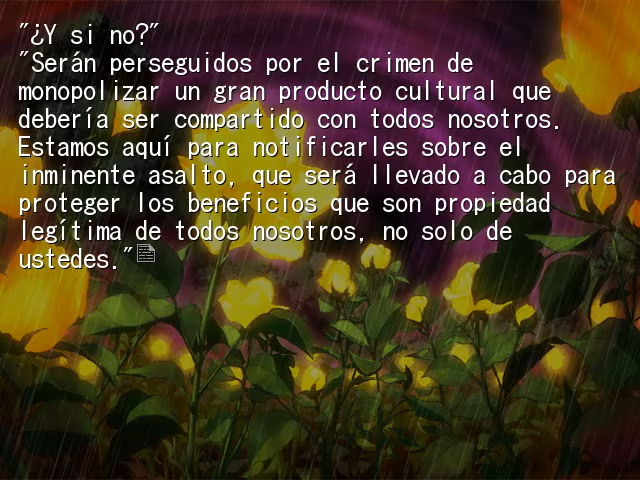 "¿Y si no?"
"Serán perseguidos por el crimen de
monopolizar un gran producto cultural que
debería ser compartido con todos nosotros.
Estamos aquí para notificarles sobre el
inminente asalto, que será llevado a cabo para
proteger los beneficios que son propiedad
legítima de todos nosotros, no solo de
ustedes."